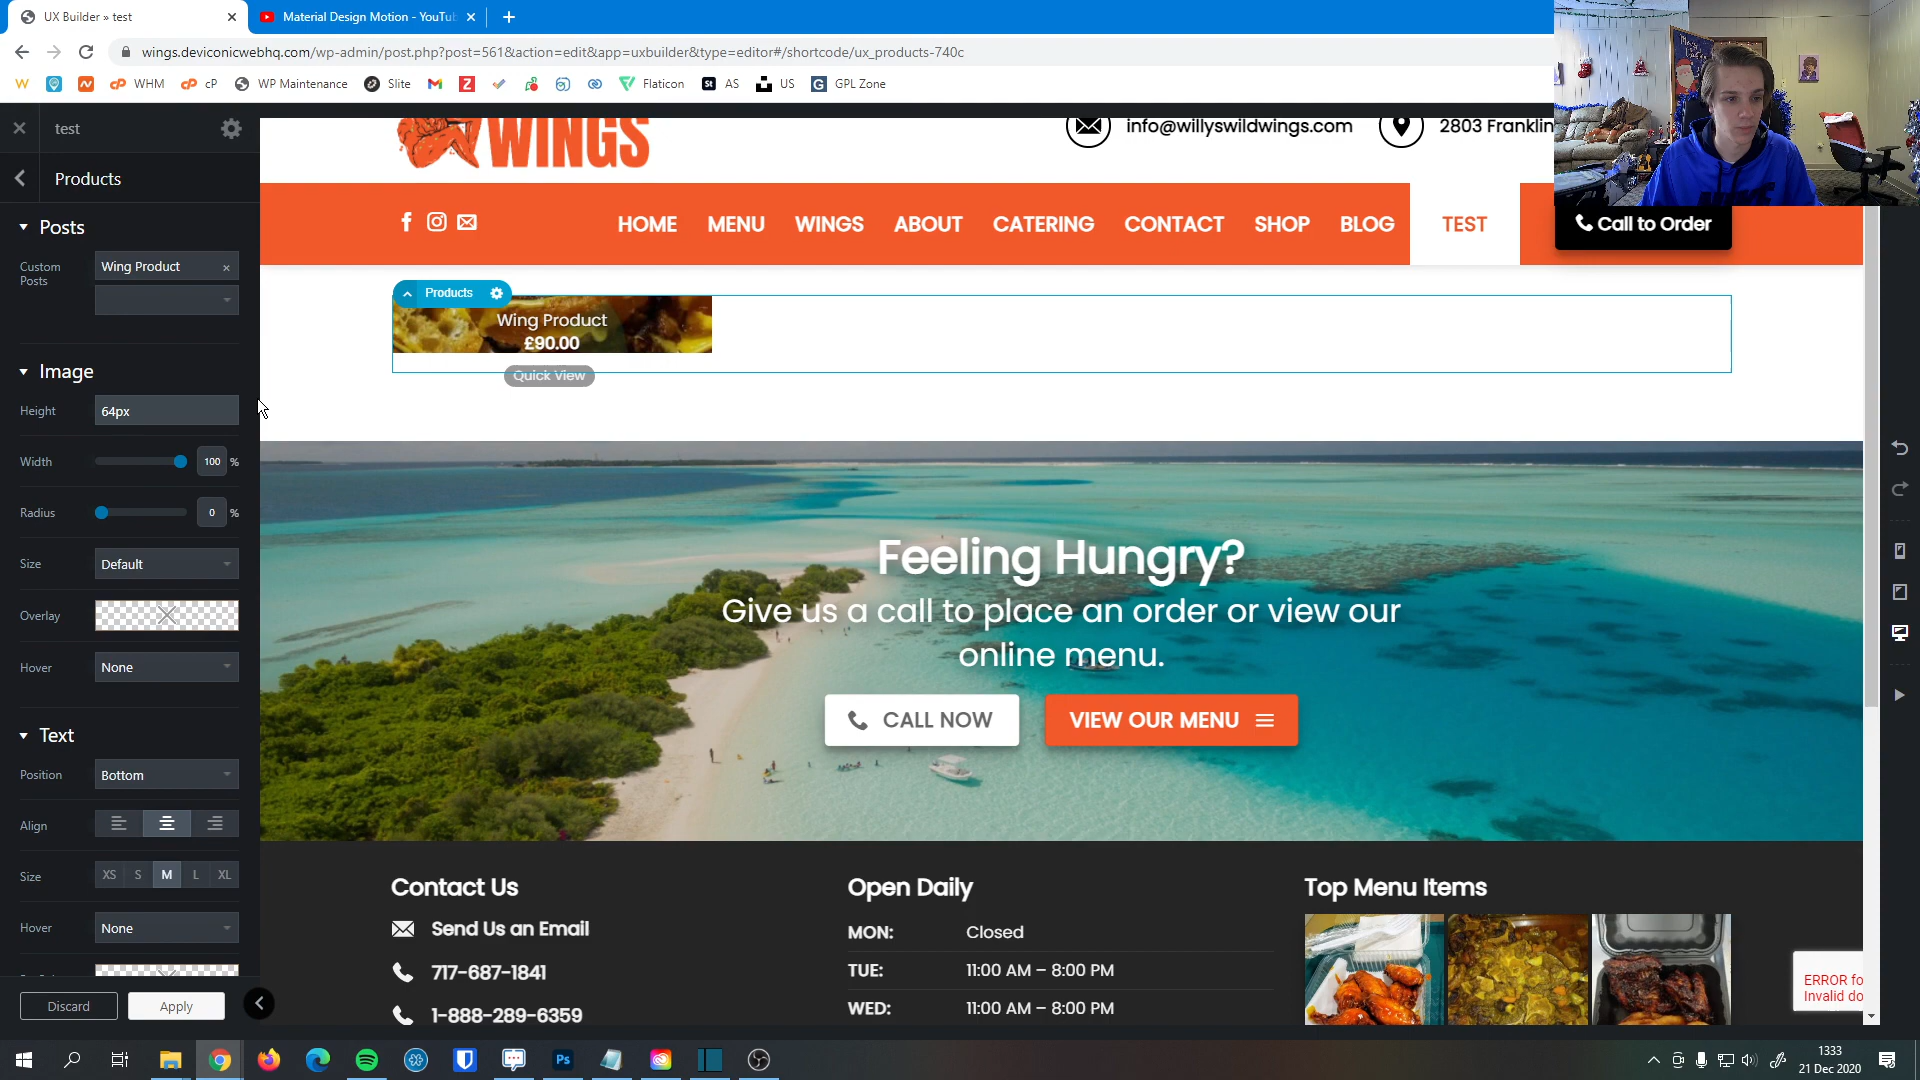 UX Builder » test
Material Design Motion - YouTub
wings.deviconicwebhq.com/wp-admin/post.php?post=561&action=edit&app=uxbuilder&type=editor#/shortcode/ux_products-740c
WHM
cP
WP Maintenance
Slite
Flaticon
AS
US
GPL Zone
test
Products
Posts
Custom Posts
Wing Product
Image
Height
64px
Width
100 %
Radius
0 %
Size
Default
Overlay
Hover
None
Text
Position
Bottom
Align
Size
XS S M L XL
Hover
None
Discard
Apply
WINGS
info@willyswildwings.com
2803 Franklin
HOME MENU WINGS ABOUT CATERING CONTACT SHOP BLOG TEST
Call to Order
Products
Wing Product
£90.00
Quick View
Feeling Hungry?
Give us a call to place an order or view our
online menu.
CALL NOW
VIEW OUR MENU
Contact Us
Send Us an Email
717-687-1841
1-888-289-6359
Open Daily
MON: Closed
TUE: 11:00 AM – 8:00 PM
WED: 11:00 AM – 8:00 PM
Top Menu Items
ERROR fo
Invalid do
1333
21 Dec 2020